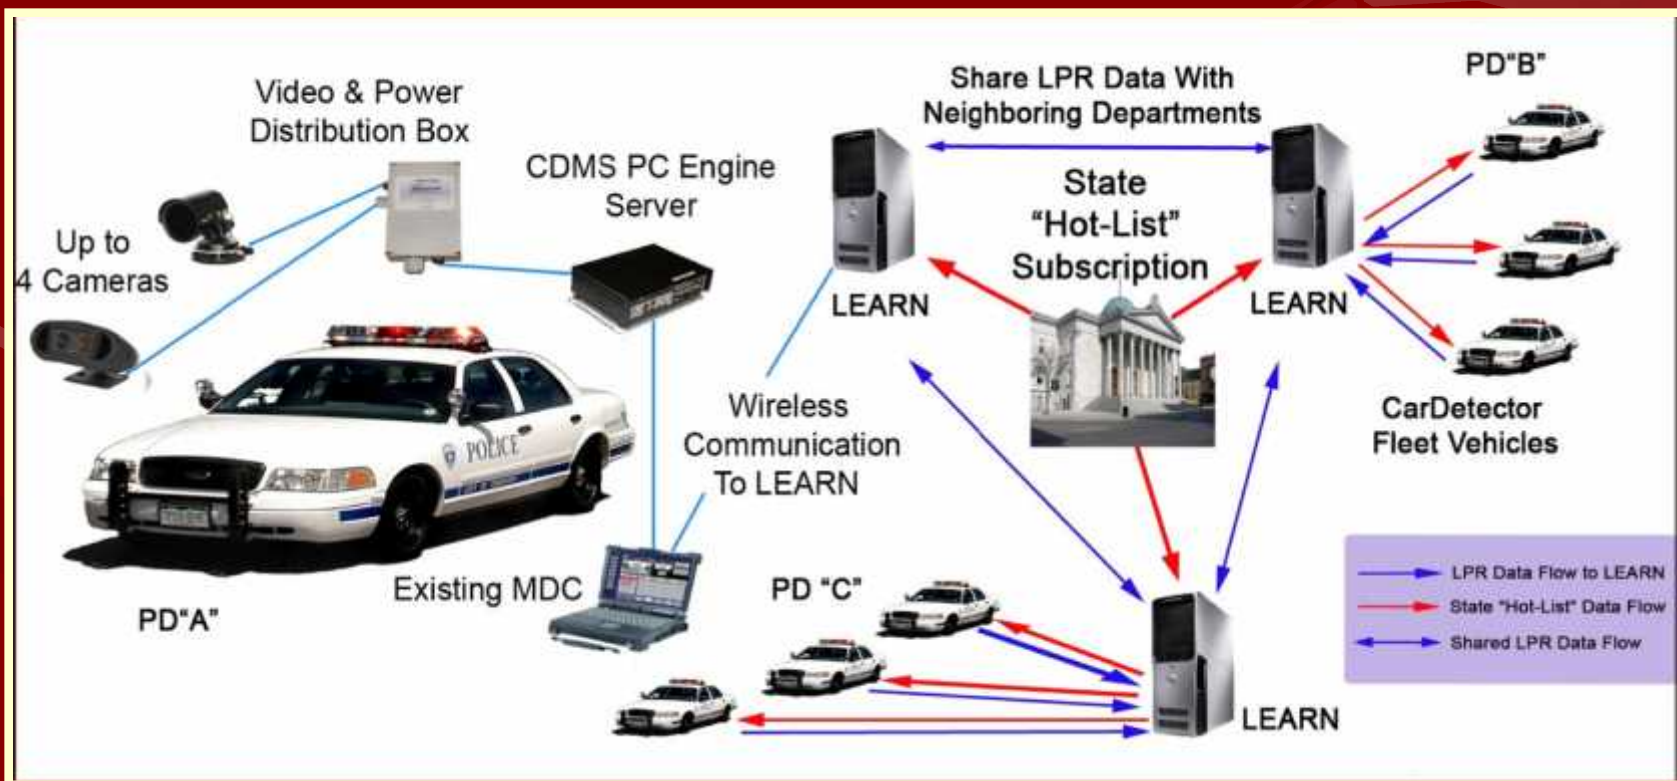 Video & Power
Distribution Box
CDMS PC Engine
Server
Up to
4 Cameras
POLICE
PD“A”
Existing MDC
Wireless
Communication
To LEARN
Share LPR Data With
Neighboring Departments
LEARN
State
“Hot-List”
Subscription
LEARN
PD“B”
CarDetector
Fleet Vehicles
PD “C”
LEARN
LPR Data Flow to LEARN
State "Hot-List" Data Flow
Shared LPR Data Flow